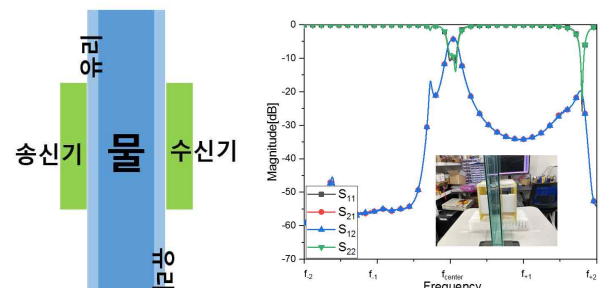 유리
송신기
물
수신기
유리
Magnitude[dB]
0
-10
-20
-30
-40
-50
-60
-70
S11
S21
S12
S22
f-2
f-1
fcenter
f+1
f+2
Frequency